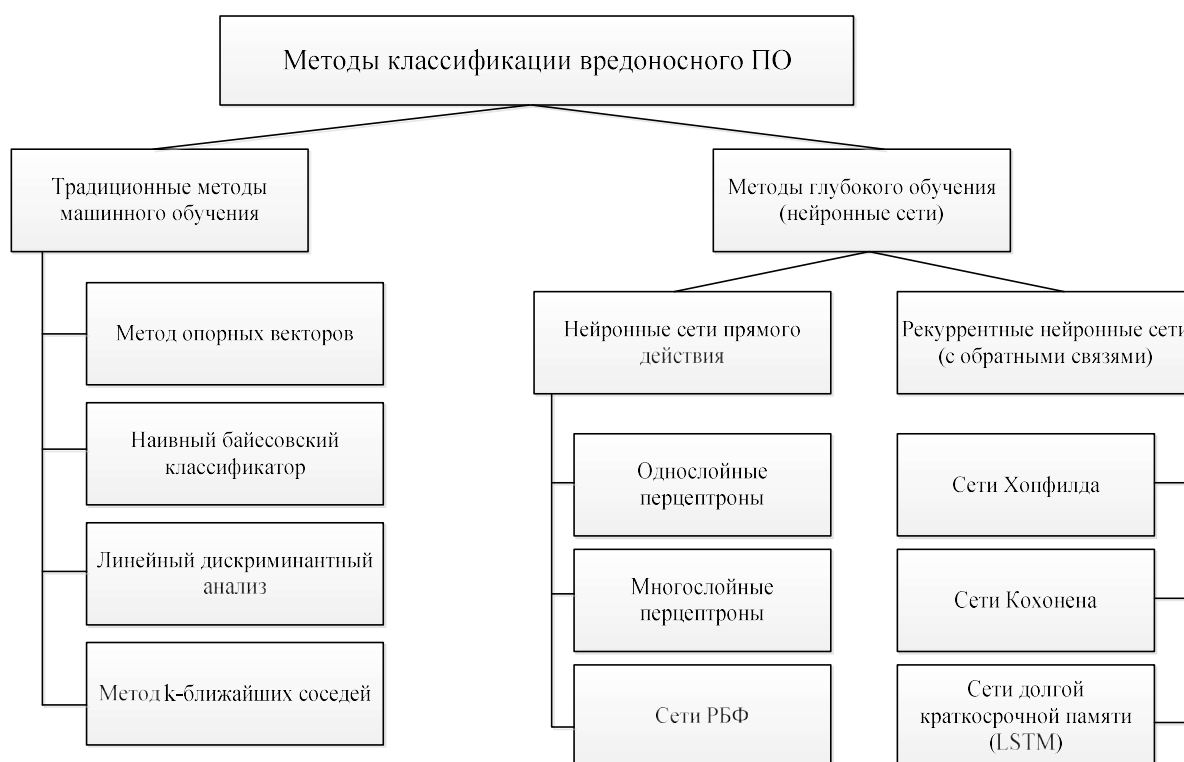 Методы классификации вредоносного ПО
Традиционные методы
машинного обучения
Метод опорных векторов
Наивный байесовский
классификатор
Линейный дискриминантный
анализ
Метод k-ближайших соседей
Методы глубокого обучения
(нейронные сети)
Нейронные сети прямого
действия
Однослойные
перцептроны
Многослойные
перцептроны
Сети РБФ
Рекуррентные нейронные сети
(с обратными связями)
Сети Хопфилда
Сети Кохонена
Сети долгой
краткосрочной памяти
(LSTM)